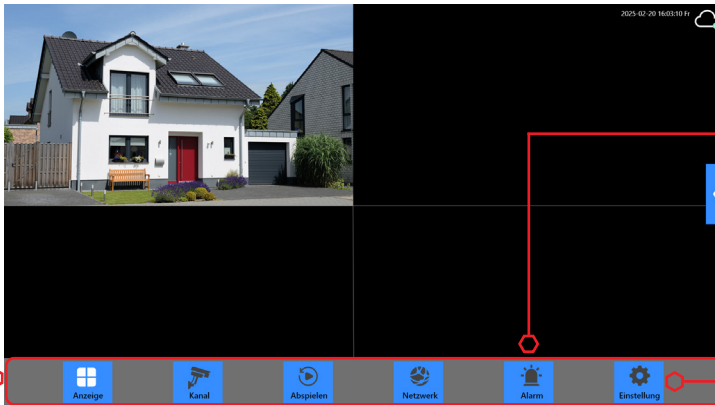 2025-02-20 16:03:10 Fr
Anzeige
Kanal
Abspielen
Netzwerk
Alarm
Einstellung